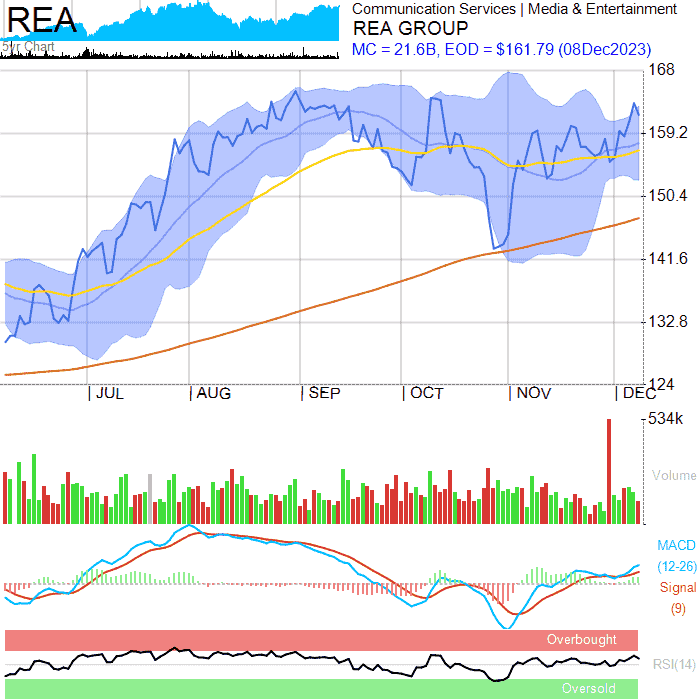 REA
5yr Chart
Communication Services | Media & Entertainment
REA GROUP
MC = 21.6B, EOD = $161.79 (08Dec2023)
168
159.2
150.4
141.6
132.8
124
JUL
AUG
SEP
OCT
NOV
DEC
534k
Volume
MACD
(12-26)
Signal
(9)
Overbought
RSI(14)
Oversold